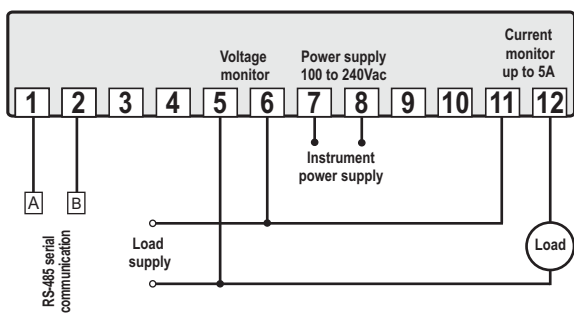 Voltage
monitor
Power supply
100 to 240Vac
Current
monitor
up to 5A
1 2 3 4 5 6 7 8 9 10 11 12
Instrument
power supply
A
B
RS-485 serial
communication
Load
supply
Load